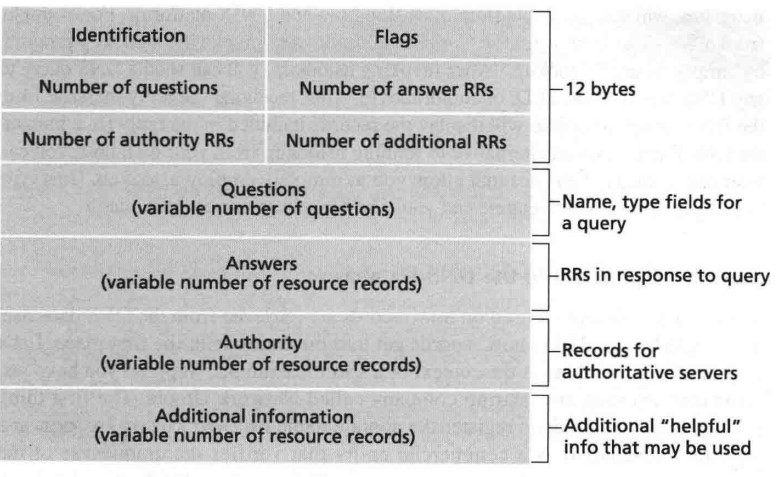 Identification Flags
Number of questions Number of answer RRs 12 bytes
Number of authority RRs Number of additional RRs
Questions
(variable number of questions)
Name, type fields for
a query
Answers
(variable number of resource records)
RRs in response to query
Authority
(variable number of resource records)
Records for
authoritative servers
Additional information
(variable number of resource records)
Additional “helpful”
info that may be used